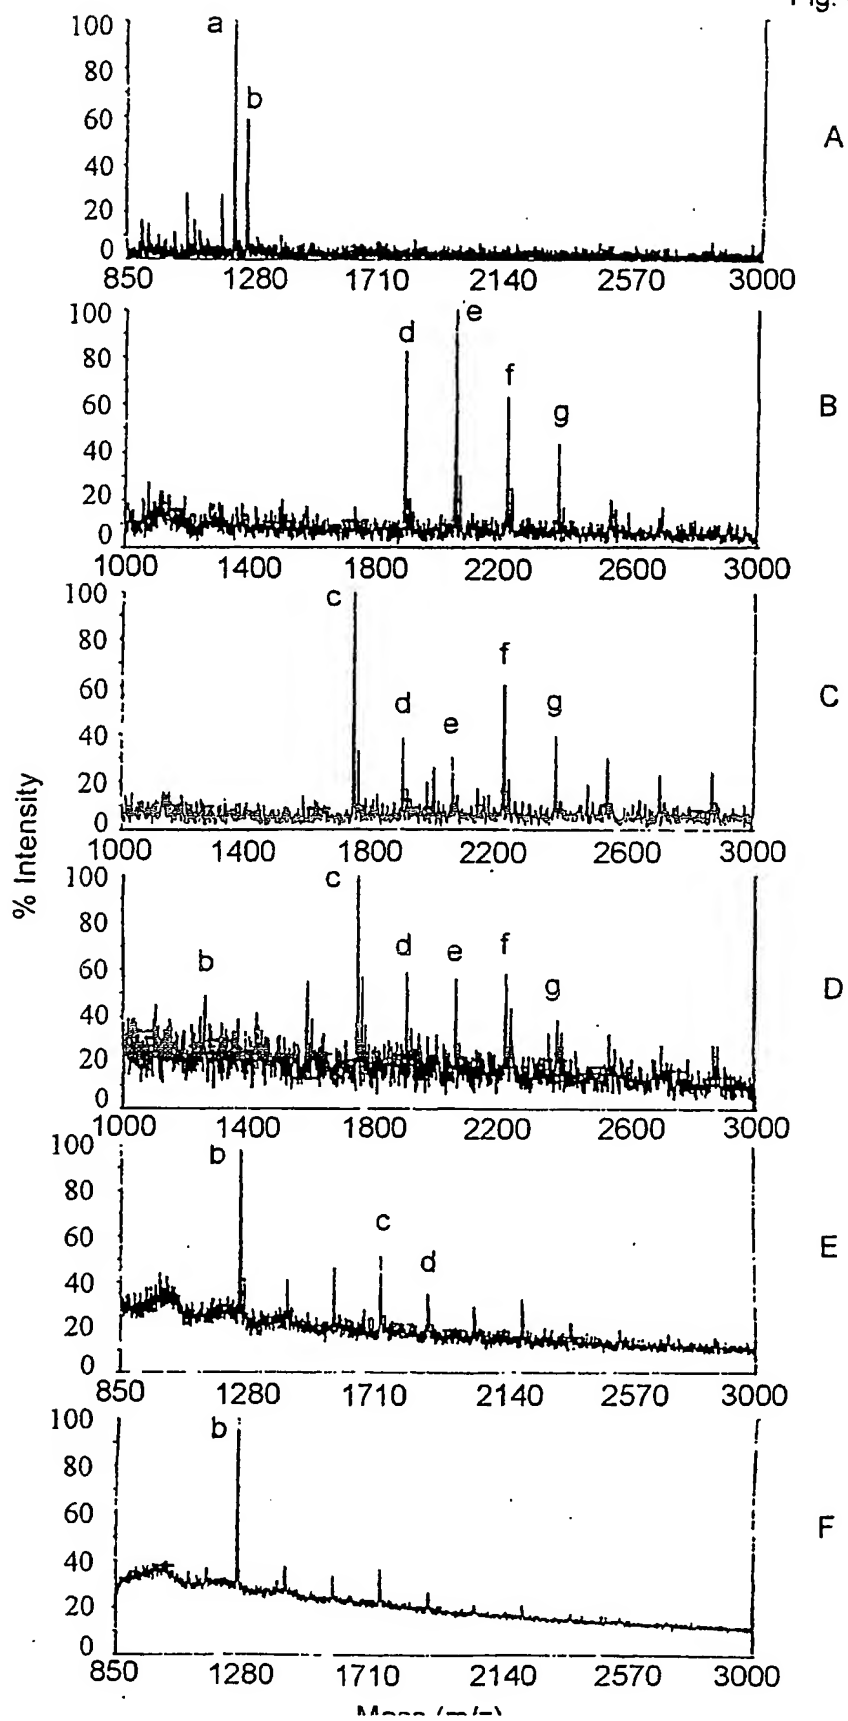 Fig.
100 a
80 b
60
40 A
20
0
850 1280 1710 2140 2570 3000
100 e
80 d
60 f B
40 g
20
0
1000 1400 1800 2200 2600 3000
100 c
80 f
60 d e g C
40
20
0
1000 1400 1800 2200 2600 3000
% Intensity
100 c
80 d e f
60 b g D
40
20
0
1000 1400 1800 2200 2600 3000
100 b
80
60 c d E
40
20
0
850 1280 1710 2140 2570 3000
100 b
80
60 F
40
20
0
850 1280 1710 2140 2570 3000
Mass (m/z)